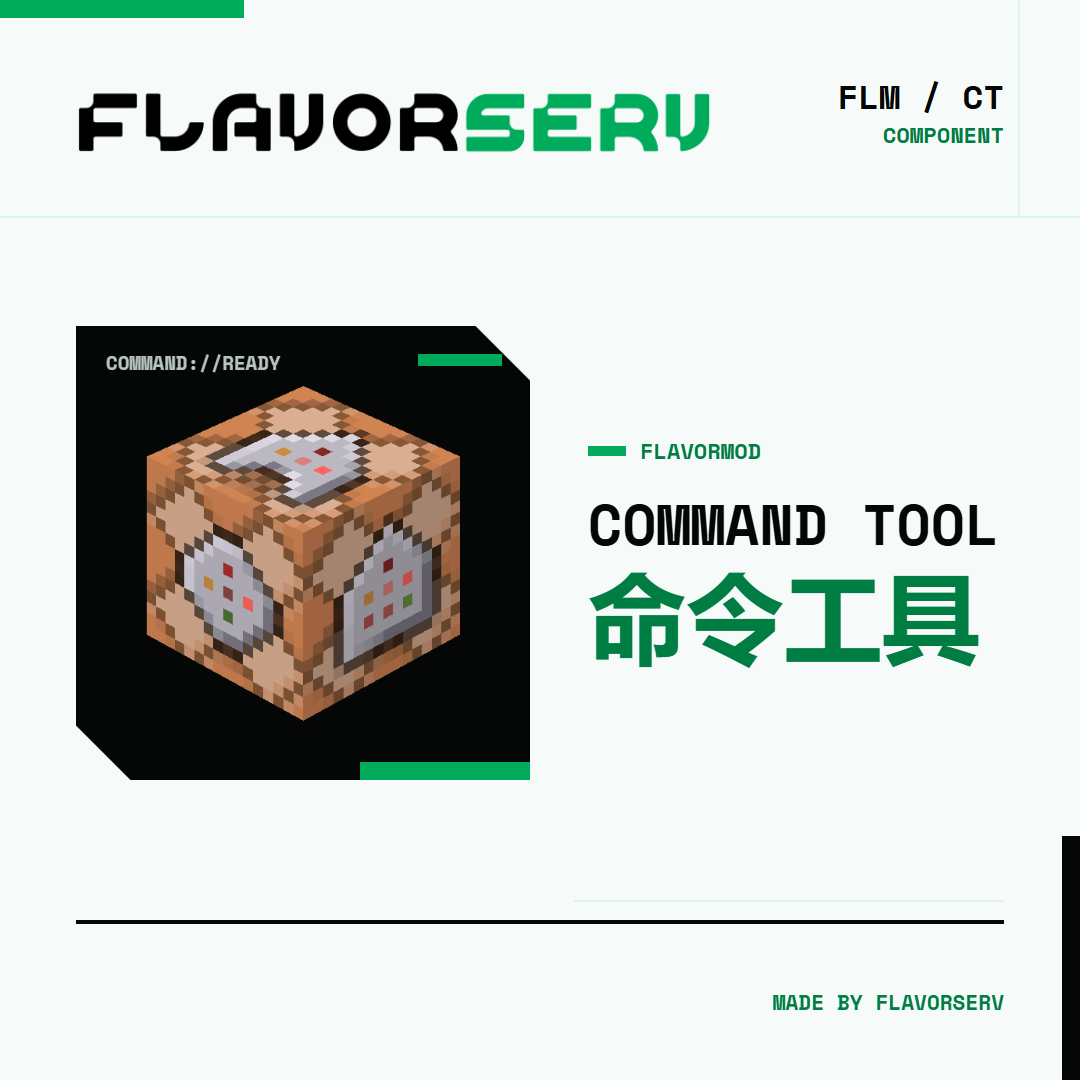 FLAVORSERV
FLM / CT
COMPONENT
COMMAND://READY
FLAVORMOD
COMMAND TOOL
命令工具
MADE BY FLAVORSERV